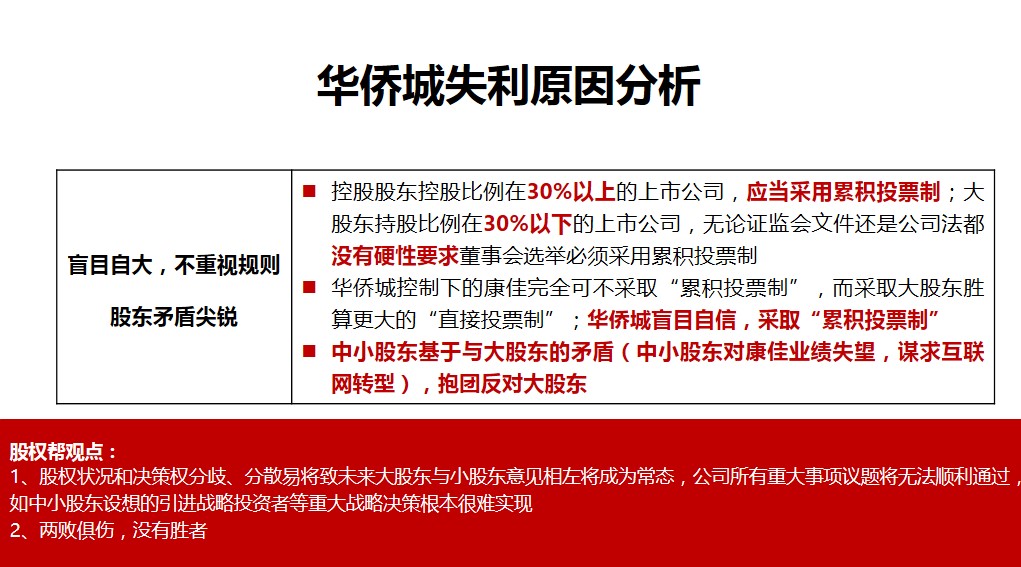 华侨城失利原因分析
盲目自大，不重视规则
股东矛盾尖锐
■ 控股股东控股比例在30%以上的上市公司，应当采用累积投票制；大
股东持股比例在30%以下的上市公司，无论证监会文件还是公司法都
没有硬性要求董事会选举必须采用累积投票制
■ 华侨城控制下的康佳完全可不采取“累积投票制”，而采取大股东胜
算更大的“直接投票制”；华侨城盲目自信，采取“累积投票制”
■ 中小股东基于与大股东的矛盾（中小股东对康佳业绩失望，谋求互联
网转型），抱团反对大股东
股权帮观点：
1、股权状况和决策权分歧、分散易将致未来大股东与小股东意见相左将成为常态，公司所有重大事项议题将无法顺利通过，
如中小股东设想的引进战略投资者等重大战略决策根本很难实现
2、两败俱伤，没有胜者